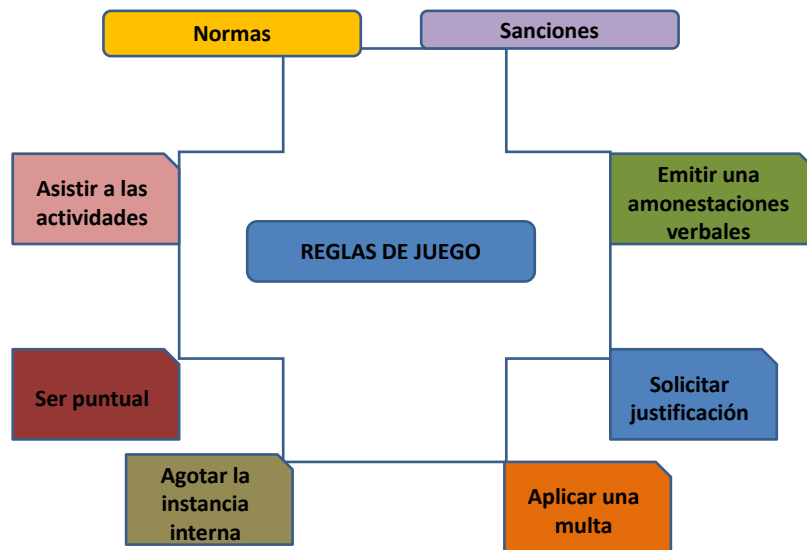 Normas
Sanciones
Asistir a las
actividades
Emitir una
amonestaciones
verbales
REGLAS DE JUEGO
Ser puntual
Solicitar
justificación
Agotar la
instancia
interna
Aplicar una
multa